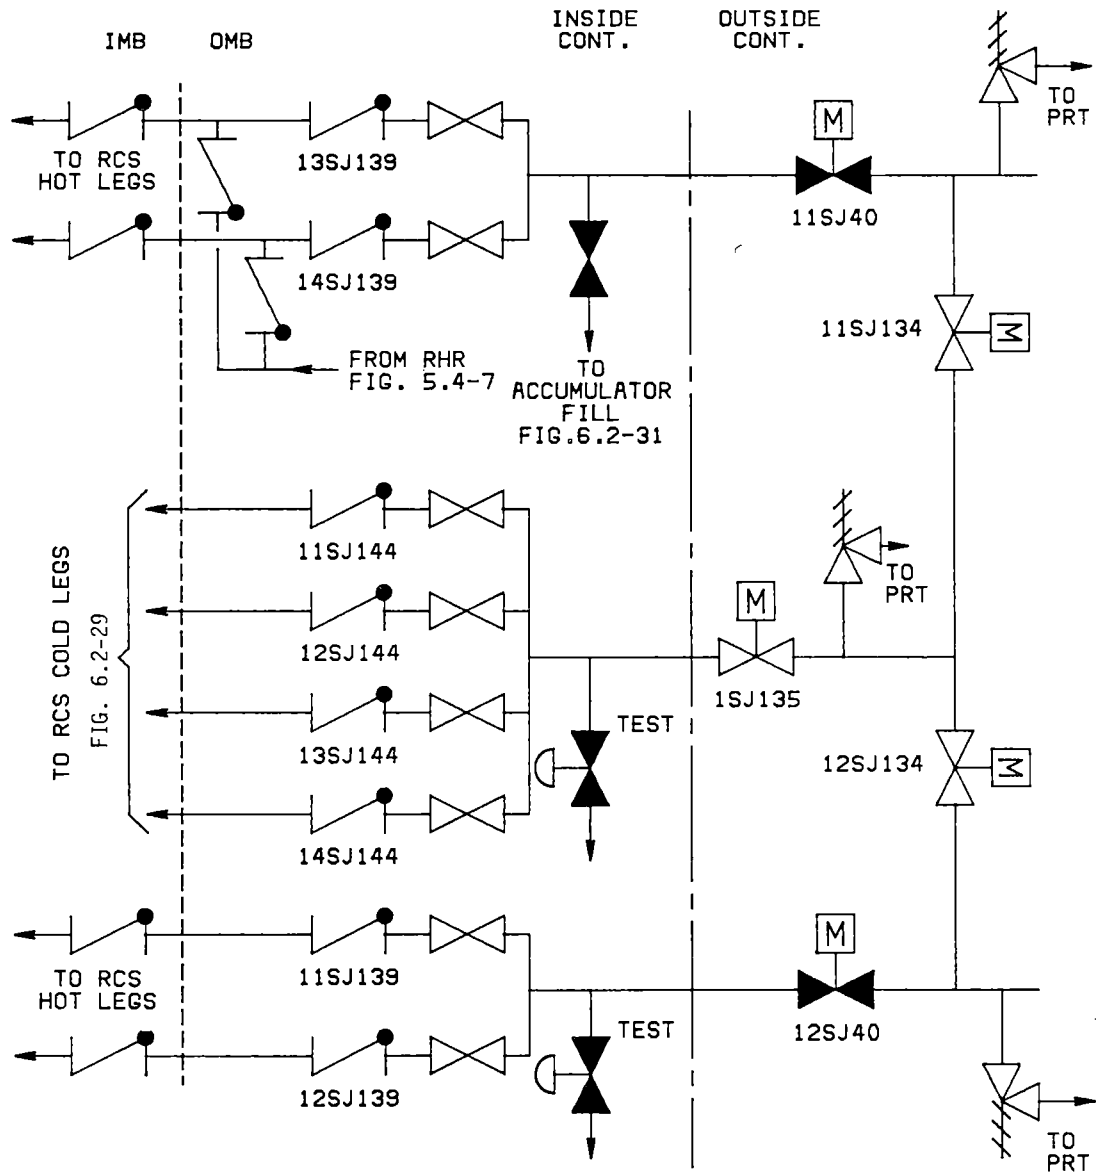 IMB
OMB
INSIDE
CONT.
OUTSIDE
CONT.
TO
PRT
M
13SJ139
TO RCS
HOT LEGS
11SJ40
14SJ139
11SJ134
M
FROM RHR
FIG. 5.4-7
TO
ACCUMULATOR
FILL
FIG.6.2-31
11SJ144
TO
PRT
M
12SJ144
1SJ135
TO RCS COLD LEGS
FIG. 6.2-29
13SJ144
TEST
12SJ134
M
14SJ144
M
TO RCS
HOT LEGS
11SJ139
TEST
12SJ40
12SJ139
TO
PRT